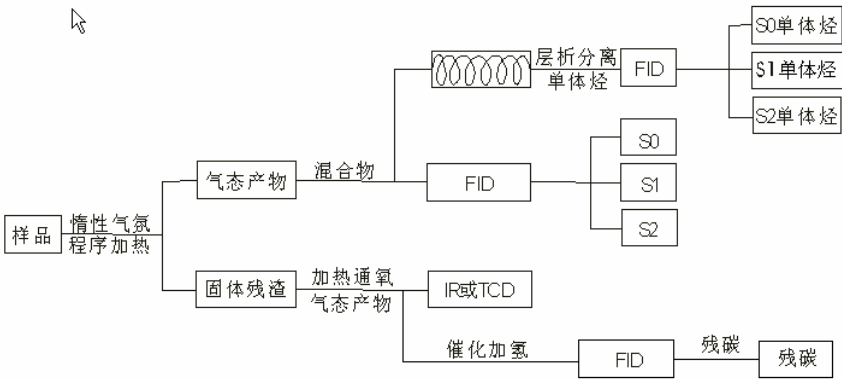 S0单体烃
层析分离
单体烃
FID
S1单体烃
S2单体烃
S0
气态产物
混合物
FID
S1
S2
样品
惰性气氛
程序加热
固体残渣
加热通氧
气态产物
IR或TCD
催化加氢
FID
残碳
残碳